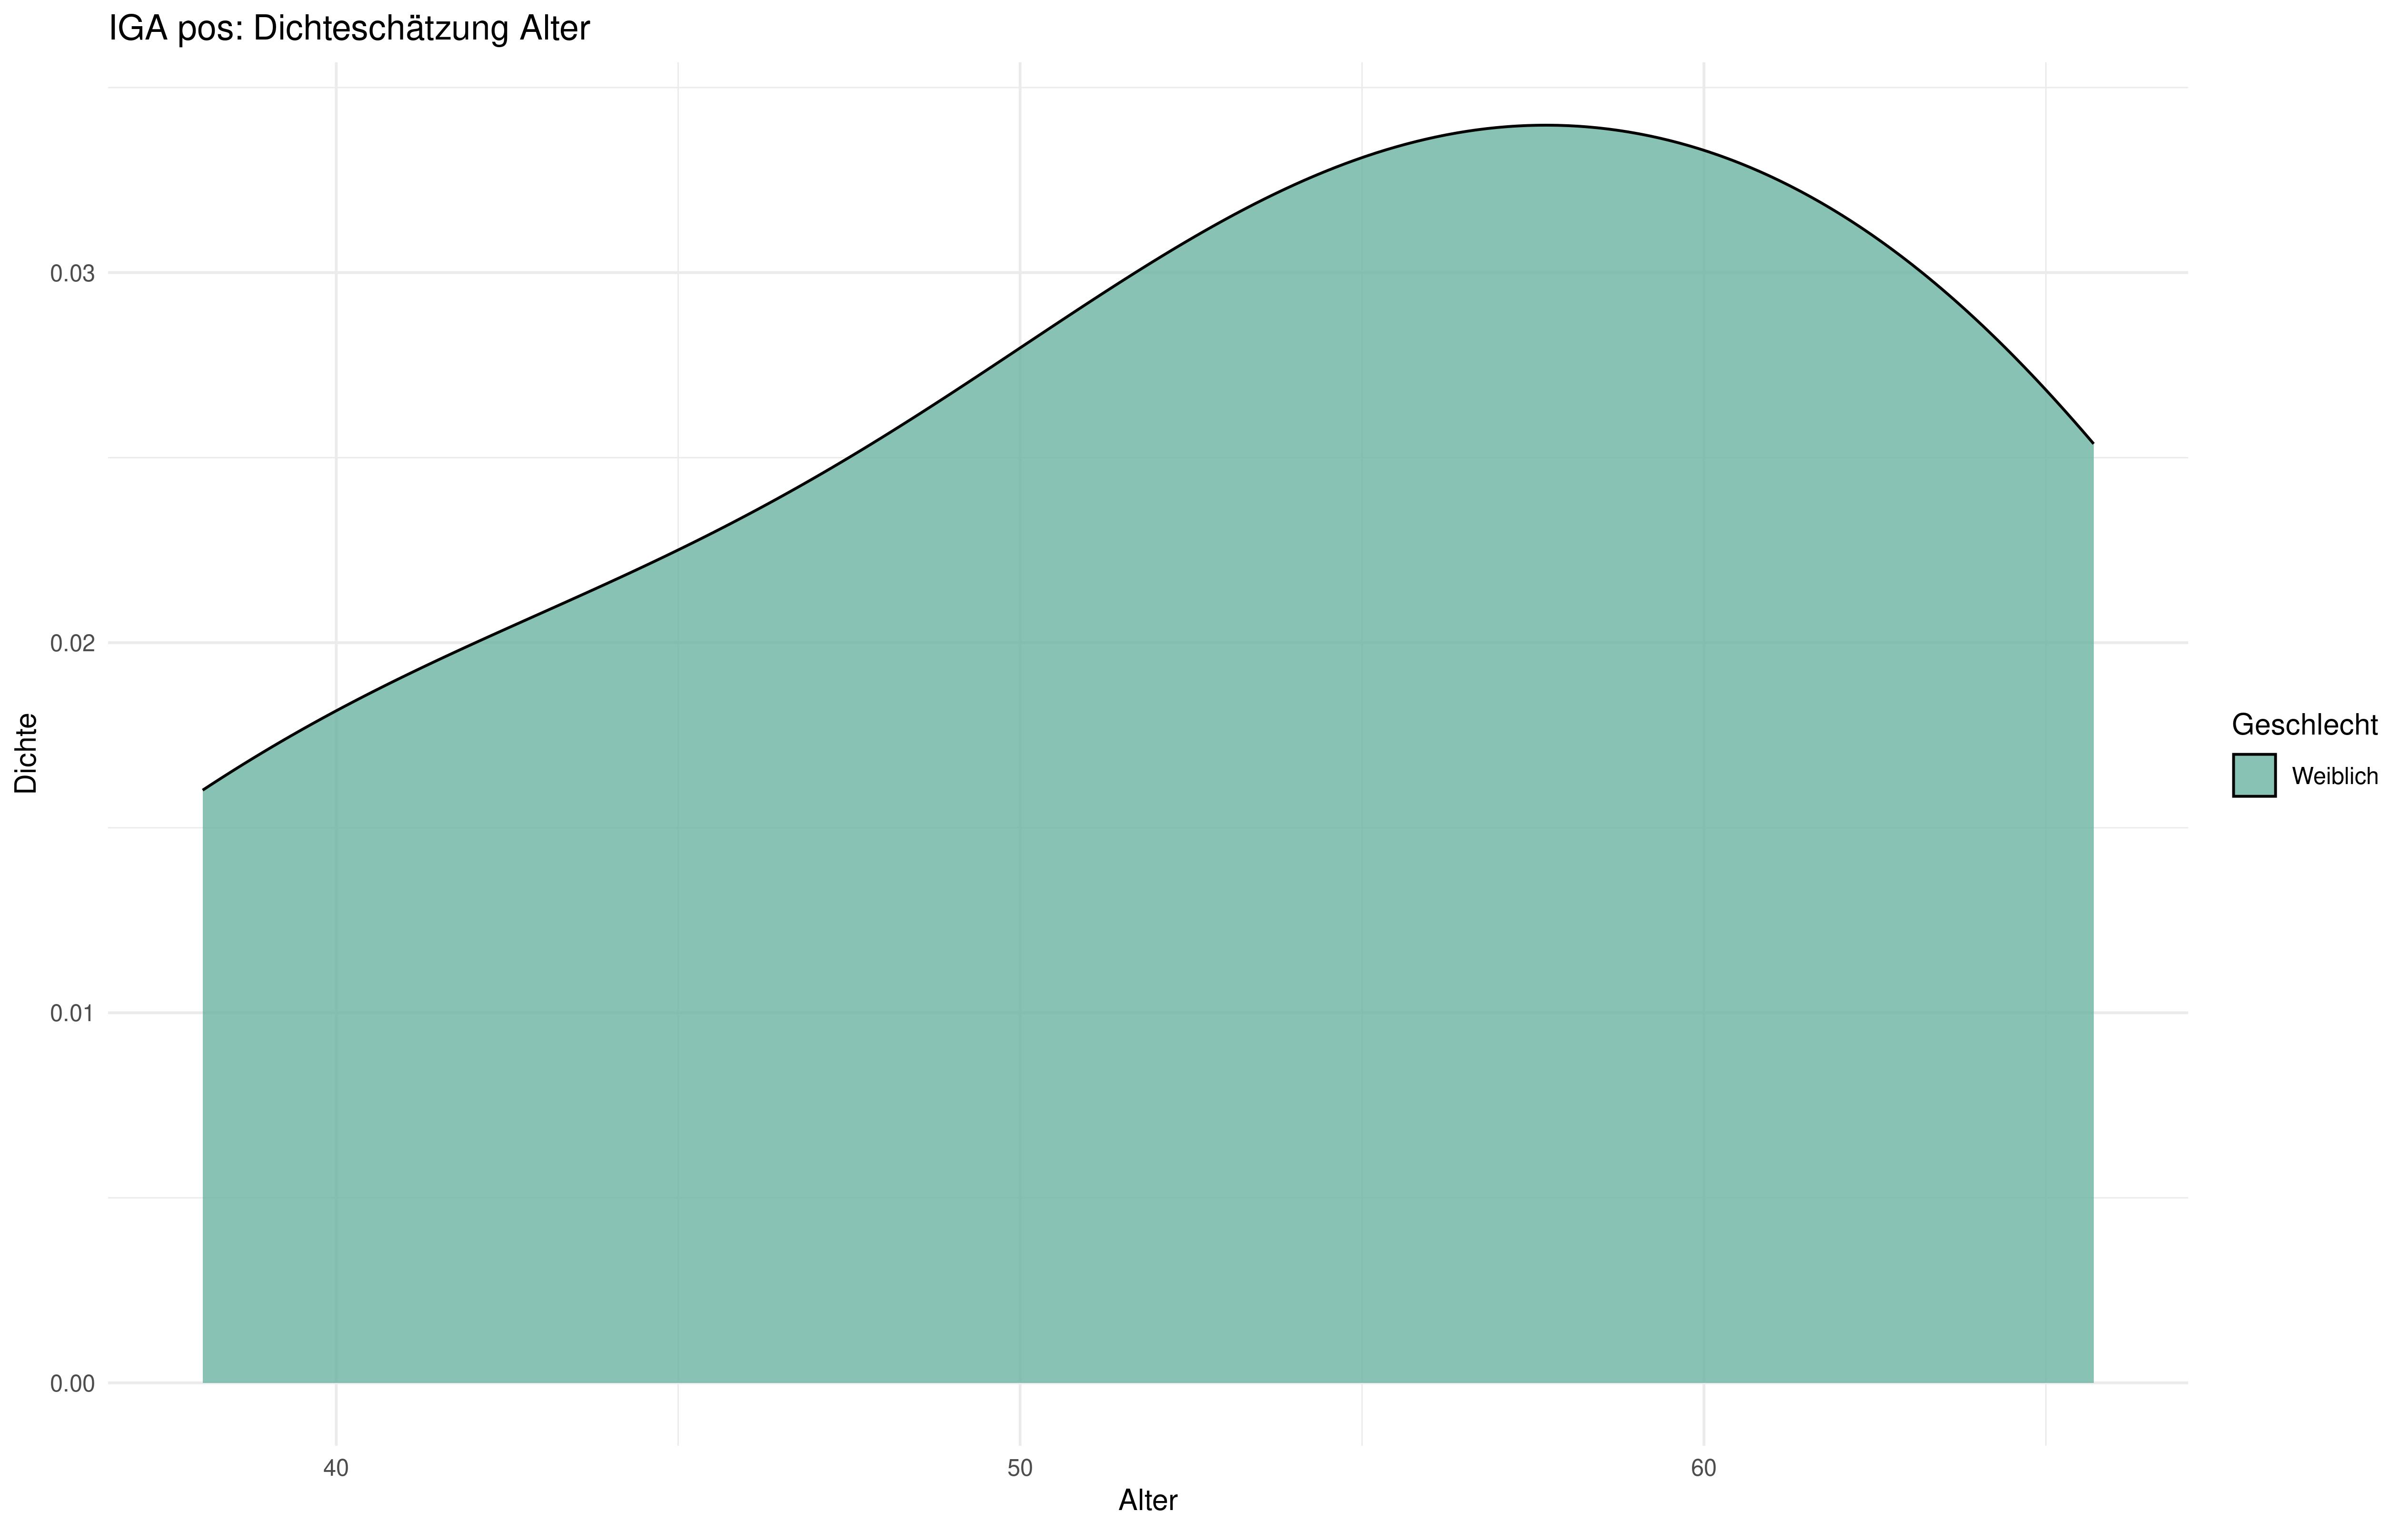 IGA pos: Dichteschätzung Alter
0.03
0.02
0.01
0.00
Dichte
40 50 60
Alter
Geschlecht
Weiblich